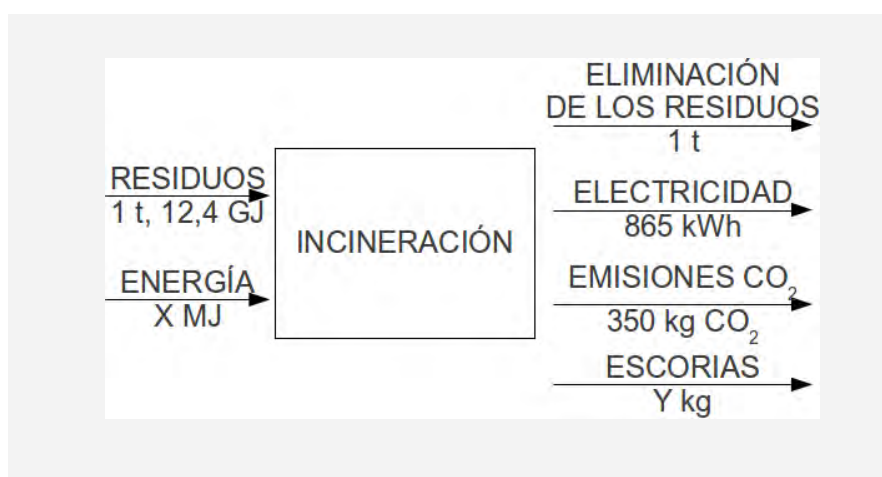 RESIDUOS
1 t, 12,4 GJ
ENERGÍA
X MJ
INCINERACIÓN
ELIMINACIÓN
DE LOS RESIDUOS
1 t
ELECTRICIDAD
865 kWh
EMISIONES CO₂
350 kg CO₂
ESCORIAS
Y kg